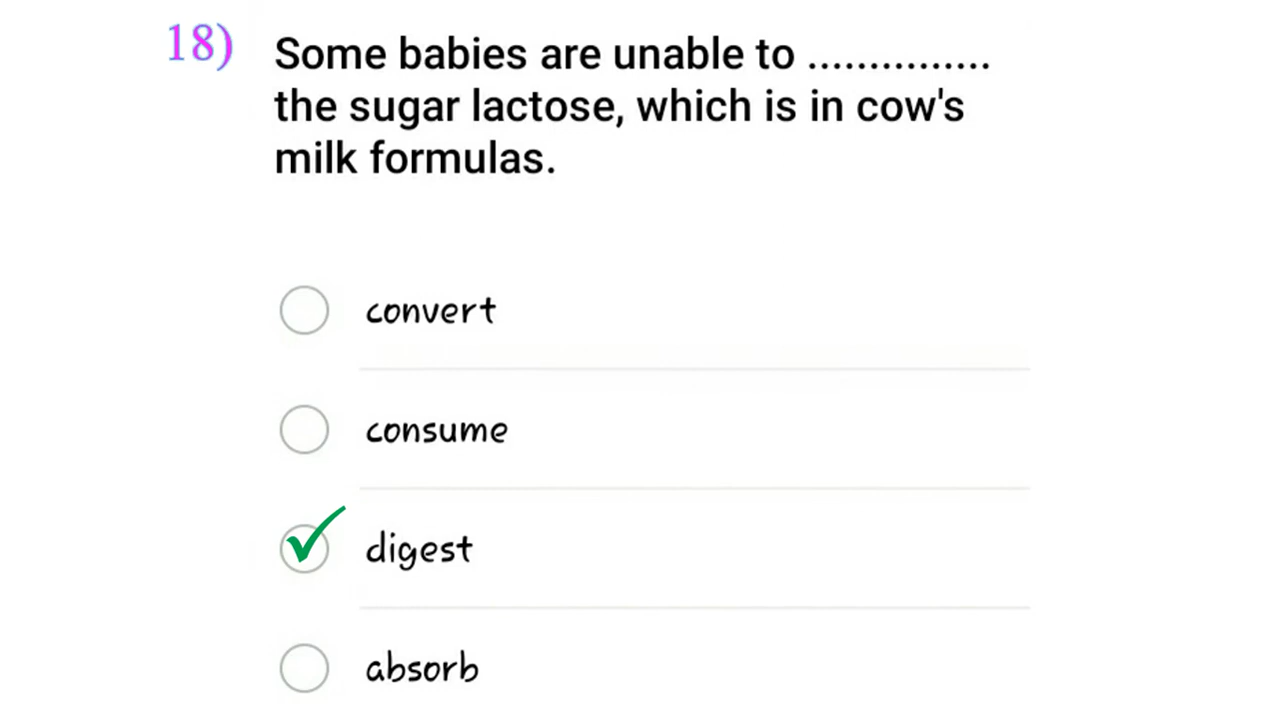 18)
Some babies are unable to ...............
the sugar lactose, which is in cow's
milk formulas.
convert
consume
digest
absorb